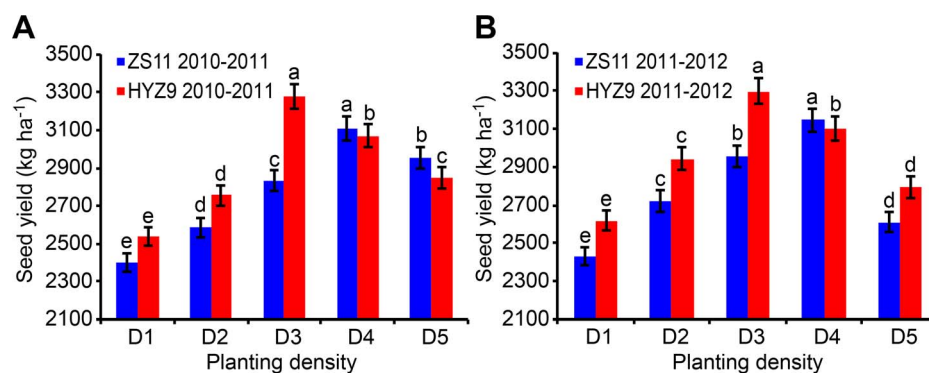 A
3500
3300
3100
2900
2700
2500
2300
2100
Seed yield (kg ha⁻¹)
ZS11 2010-2011
HYZ9 2010-2011
e e d d c a a b b c
D1 D2 D3 D4 D5
Planting density
B
3500
3300
3100
2900
2700
2500
2300
2100
Seed yield (kg ha⁻¹)
ZS11 2011-2012
HYZ9 2011-2012
e e c c b a a b d d
D1 D2 D3 D4 D5
Planting density